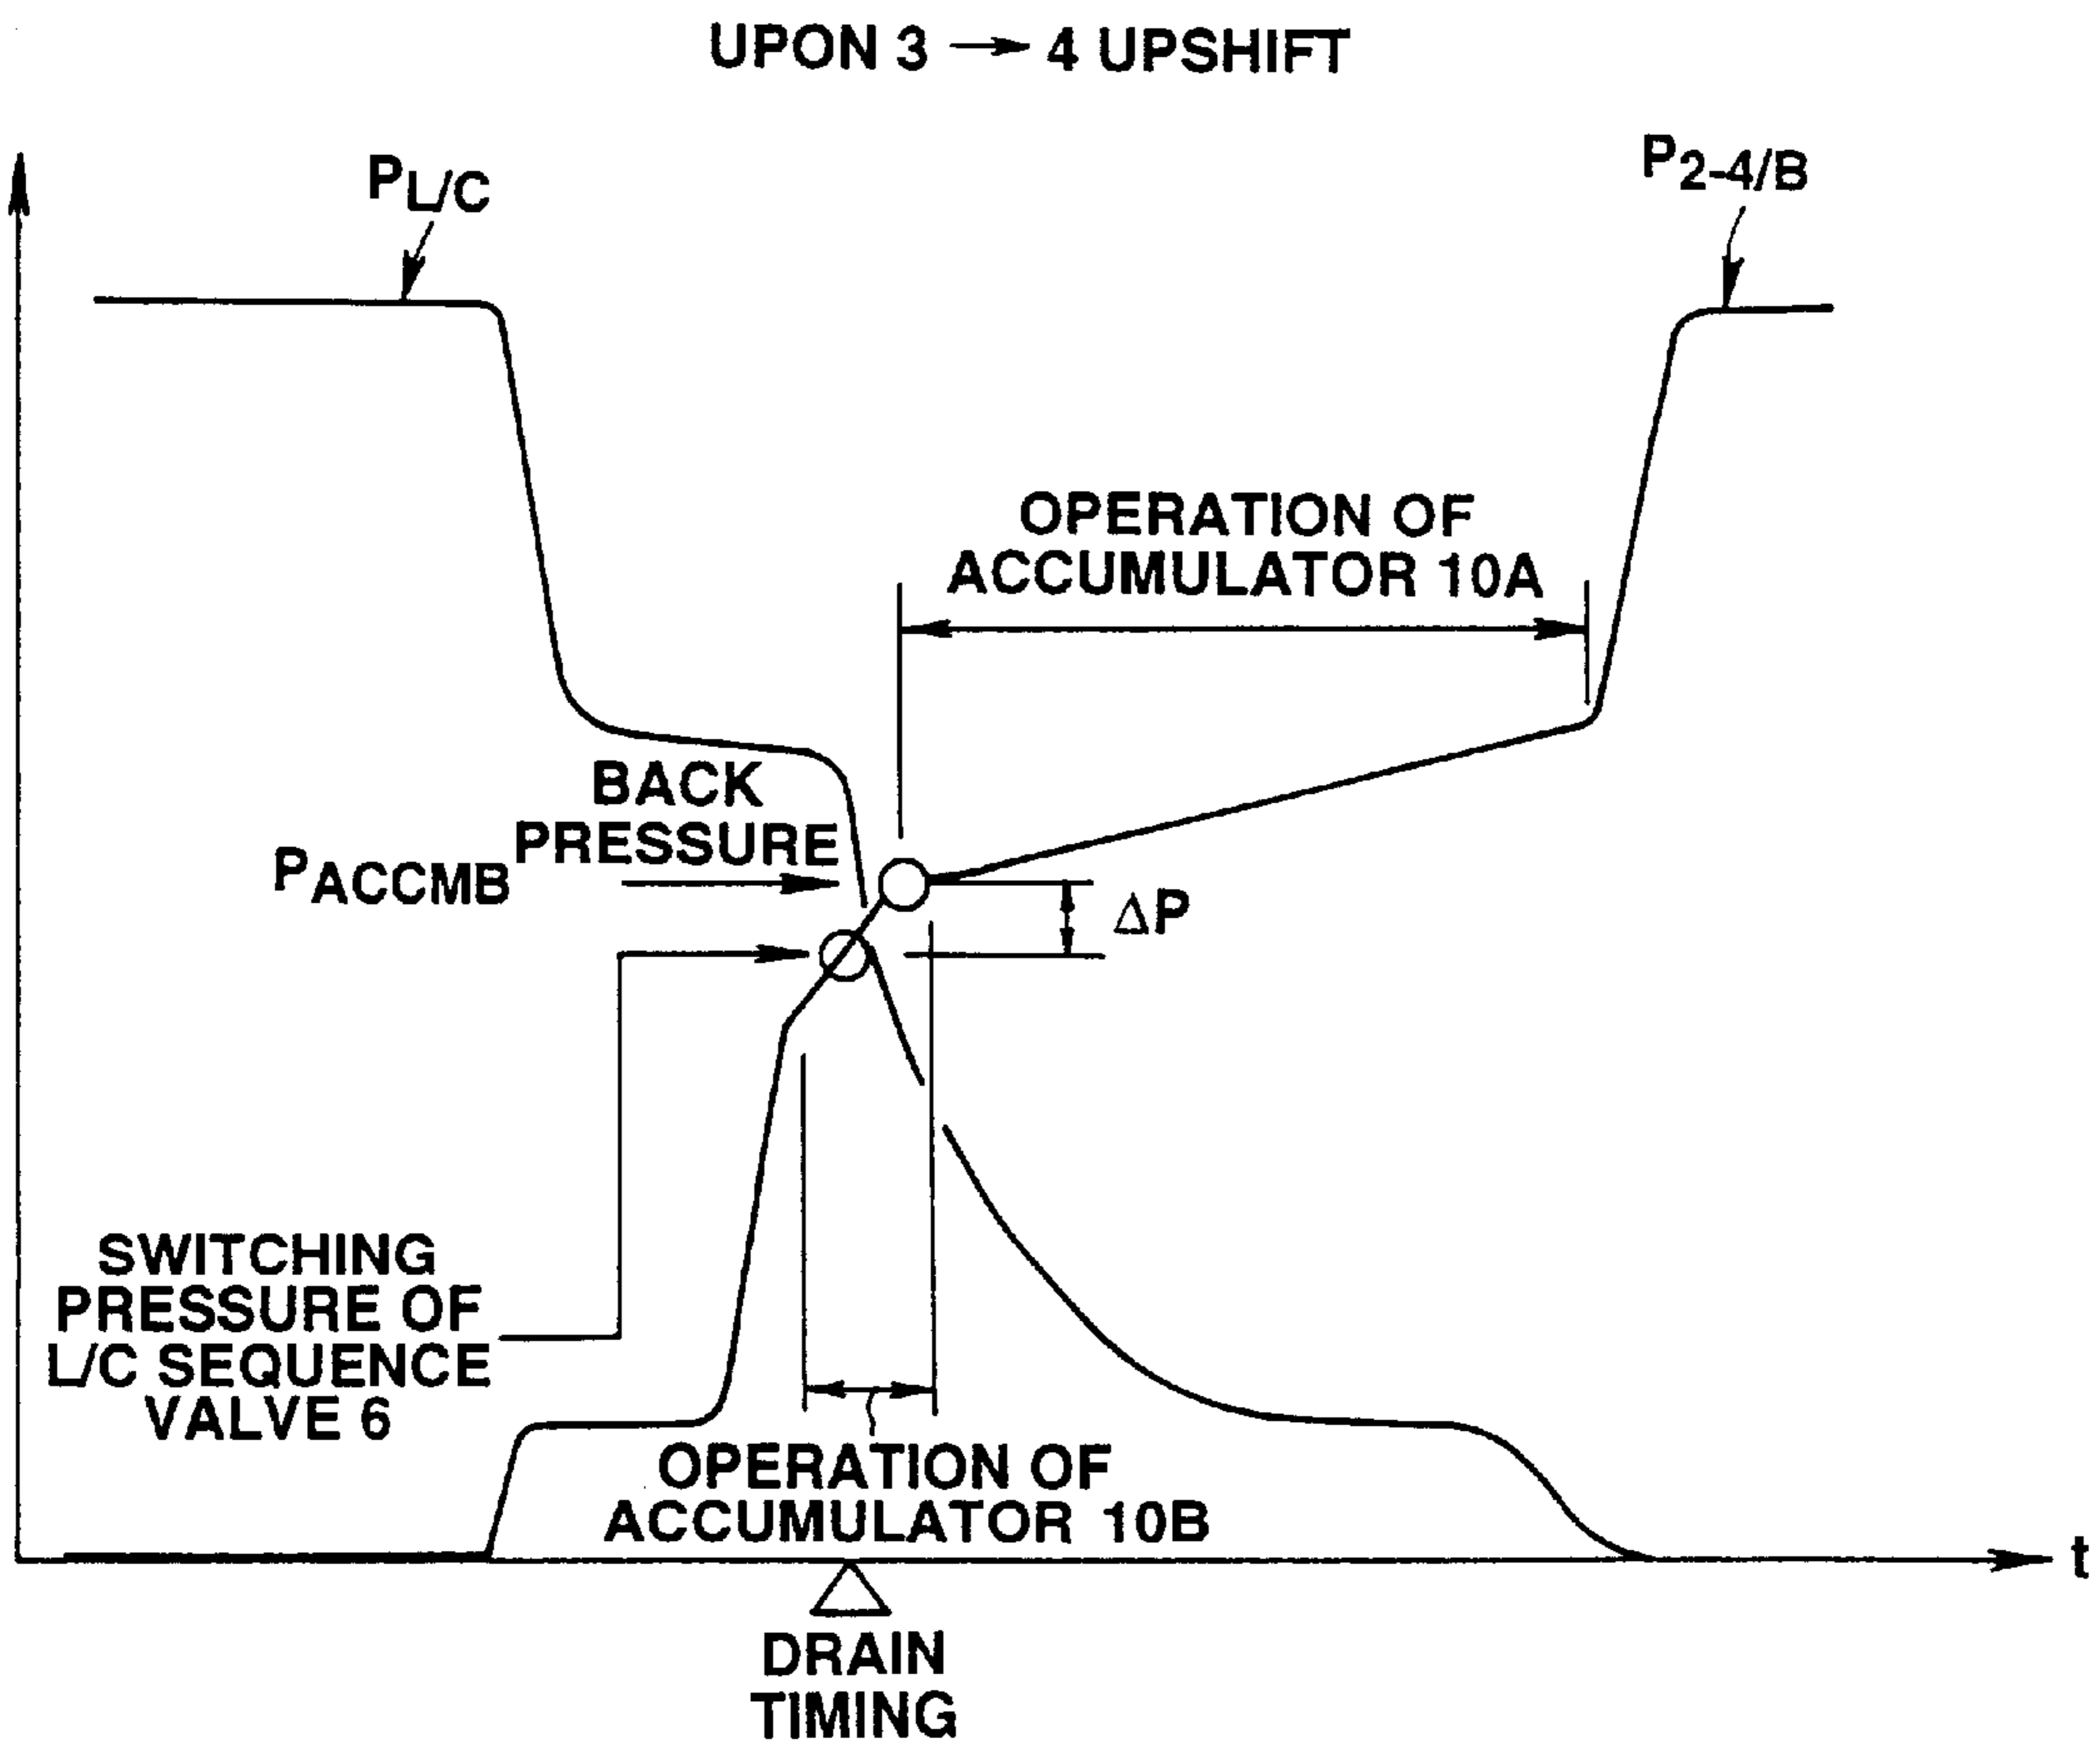 UPON 3 → 4 UPSHIFT
PL/C
P2-4/B
OPERATION OF
ACCUMULATOR 10A
BACK
PRESSURE
PACCMB
ΔP
SWITCHING
PRESSURE OF
L/C SEQUENCE
VALVE 6
OPERATION OF
ACCUMULATOR 10B
t
DRAIN
TIMING